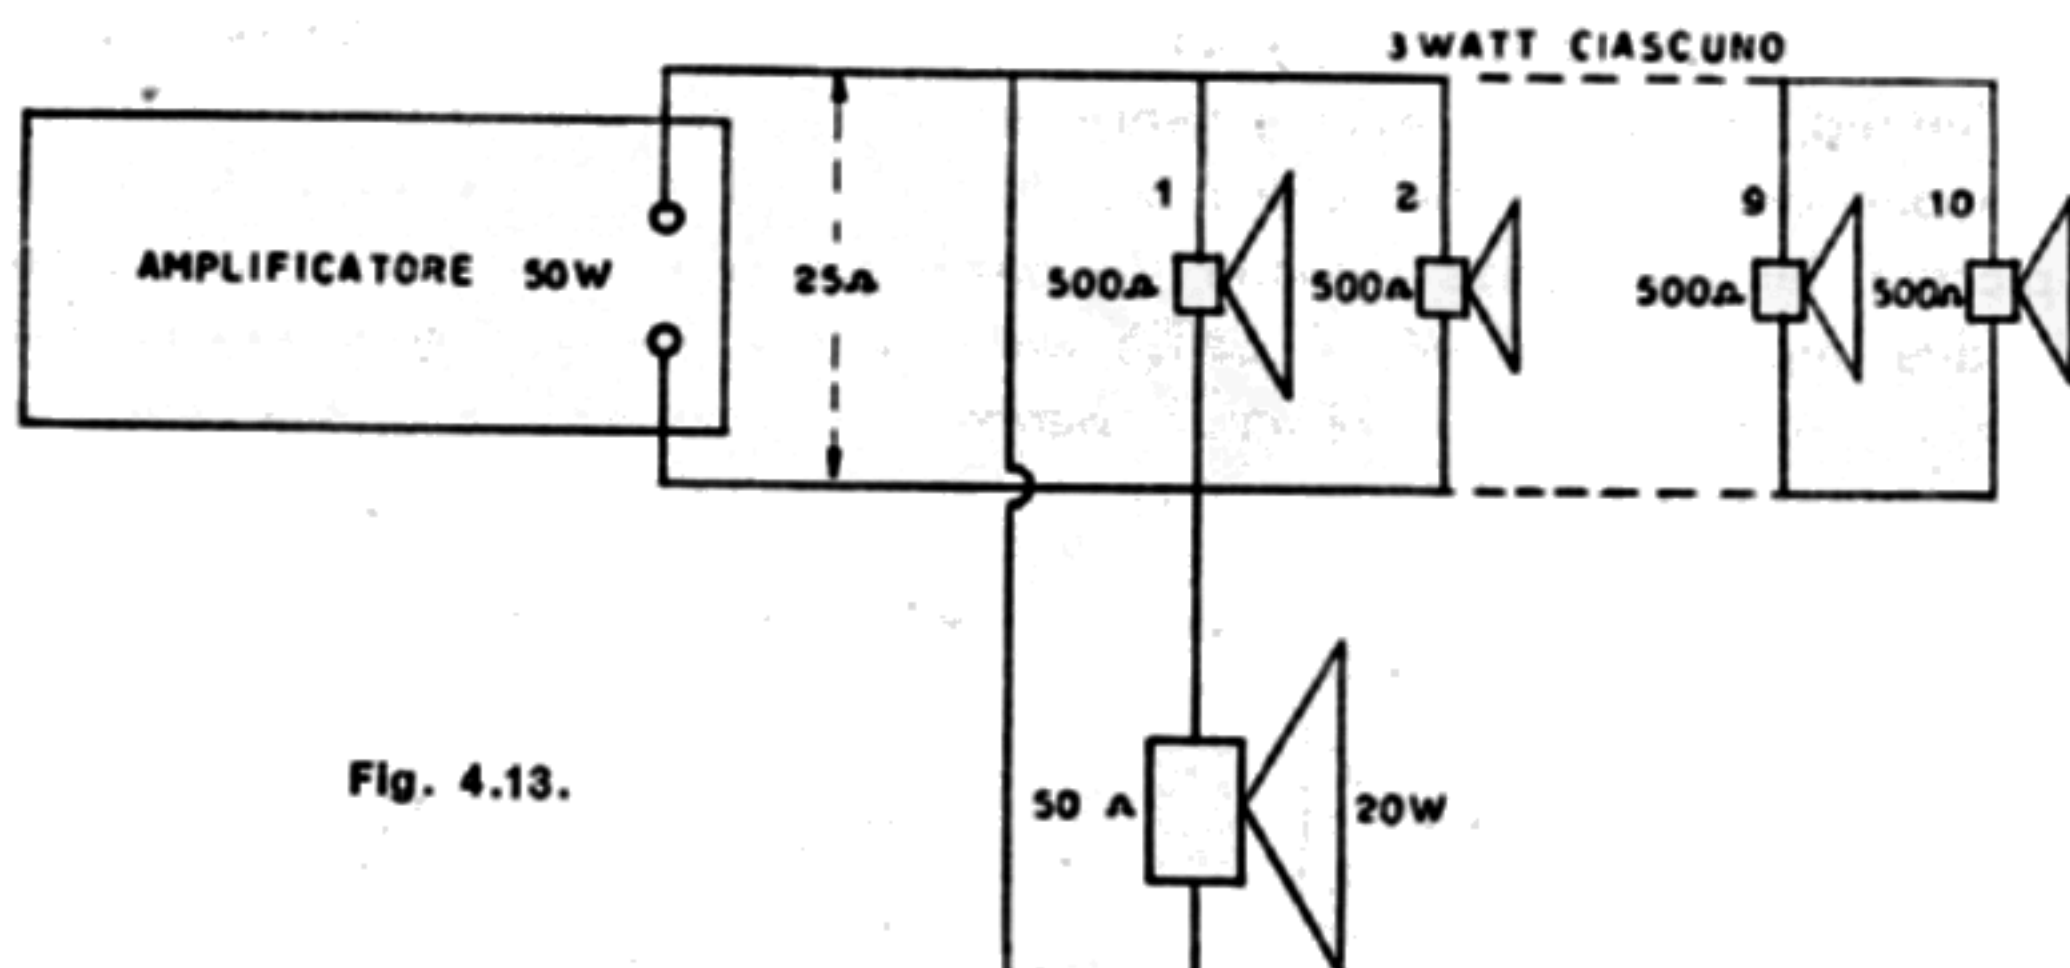 3 WATT CIASCUNO
1 2 9 10
AMPLIFICATORE 50W
25Ω
500Ω 500Ω 500Ω 500Ω
Fig. 4.13.
50 Ω
20W